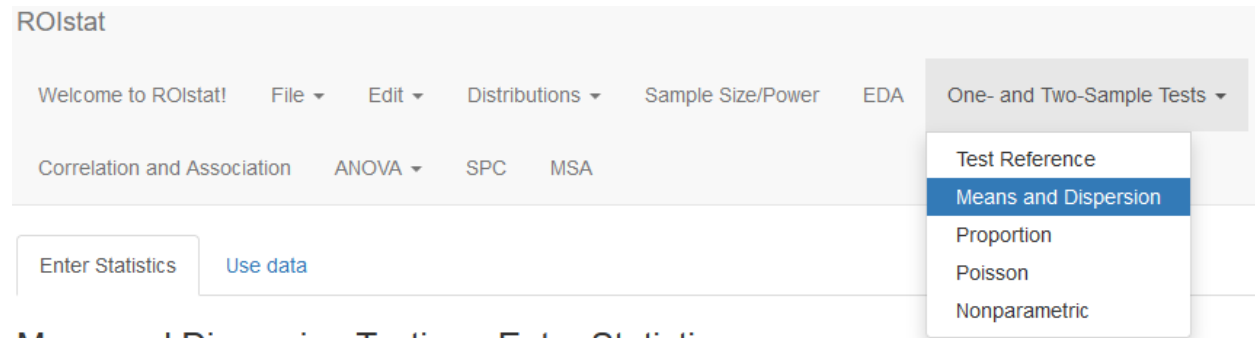 ROIstat
Welcome to ROIstat! File Edit Distributions Sample Size/Power EDA One- and Two-Sample Tests
Correlation and Association ANOVA SPC MSA
Test Reference
Means and Dispersion
Proportion
Poisson
Nonparametric
Enter Statistics Use data